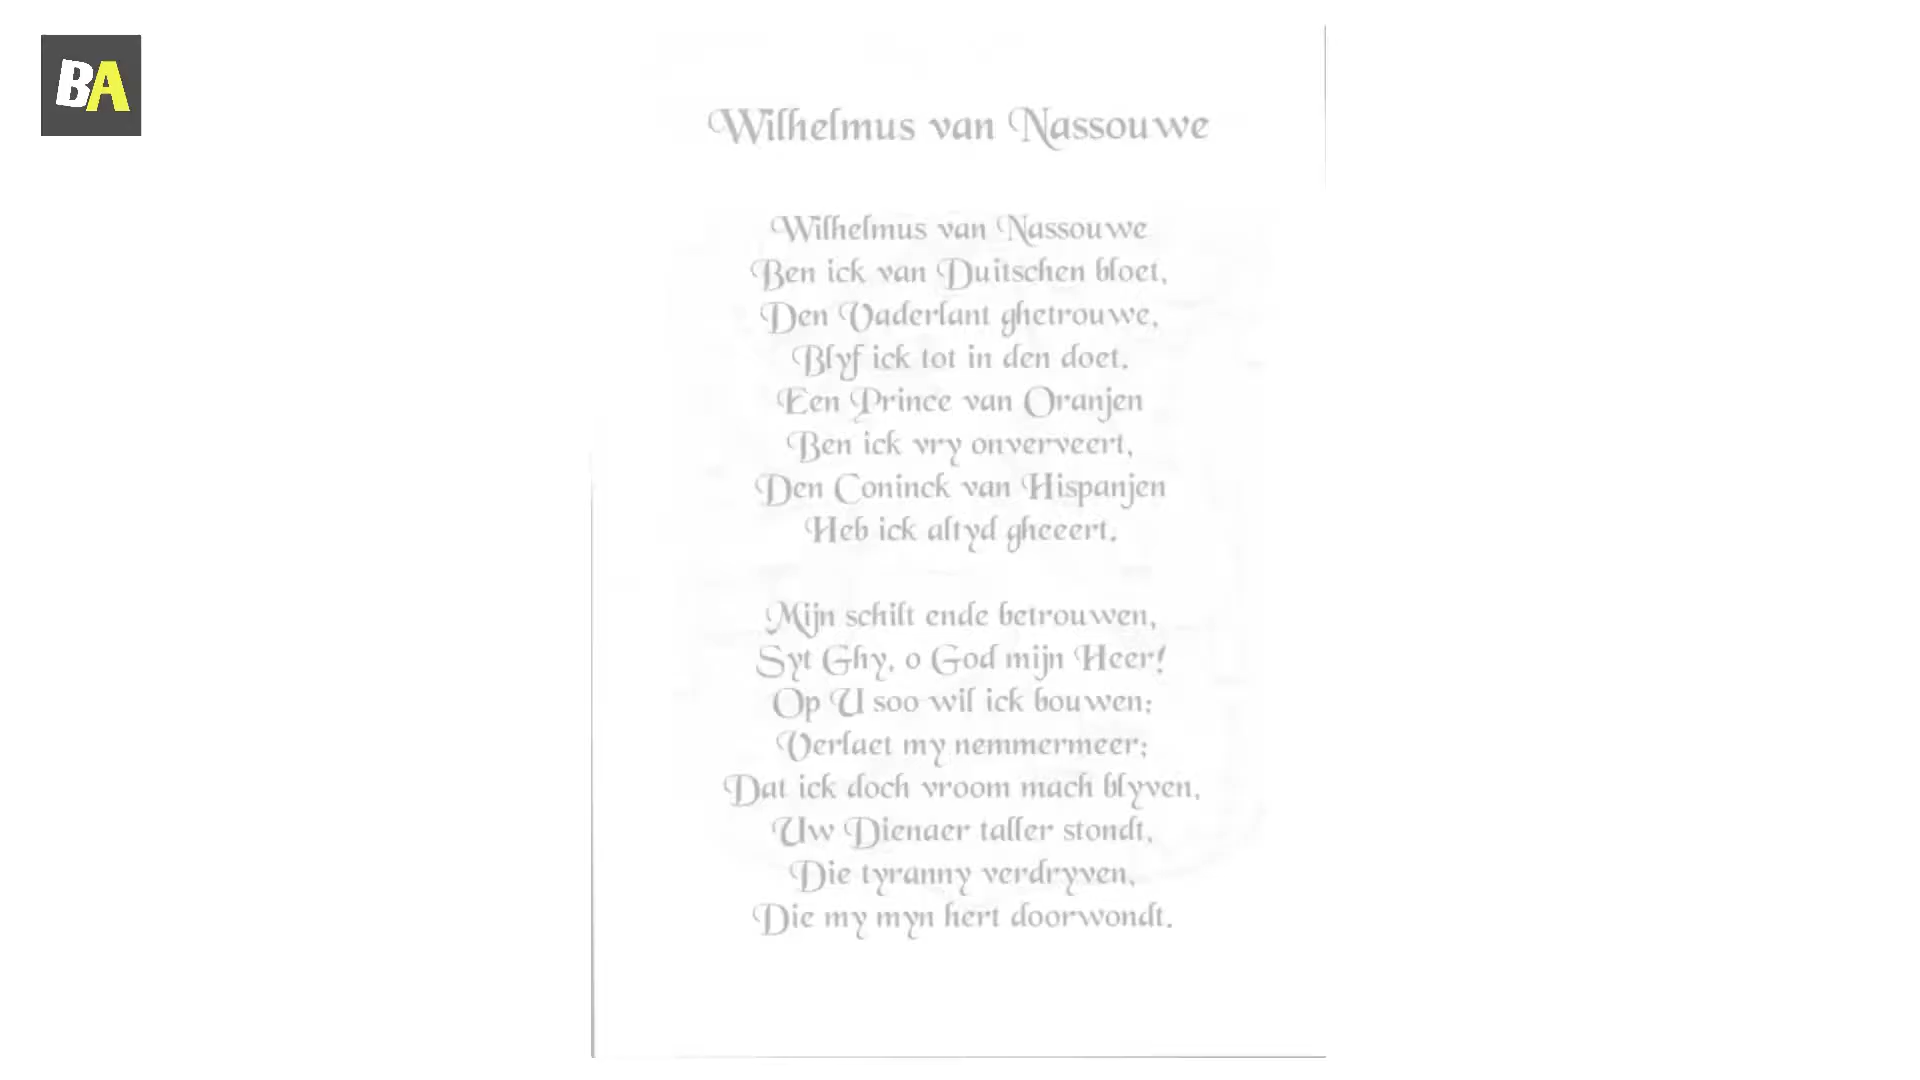 BA
Wilhelmus van Nassouwe
Wilhelmus van Nassouwe
Ben ick van Duitschen bloet,
Den Vaderlant ghetrouwe,
Blyf ick tot in den doet.
Een Prince van Oranjen
Ben ick vry onverveert,
Den Coninck van Hispanjen
Heb ick altyd gheeert.
Mijn schilt ende betrouwen,
Syt Ghy, o God mijn Heer!
Op U soo wil ick bouwen;
Verlaet my nemmermeer;
Dat ick doch vroom mach blyven,
Uw Dienaer taller stondt,
Die tyranny verdryven,
Die my myn hert doorwondt.